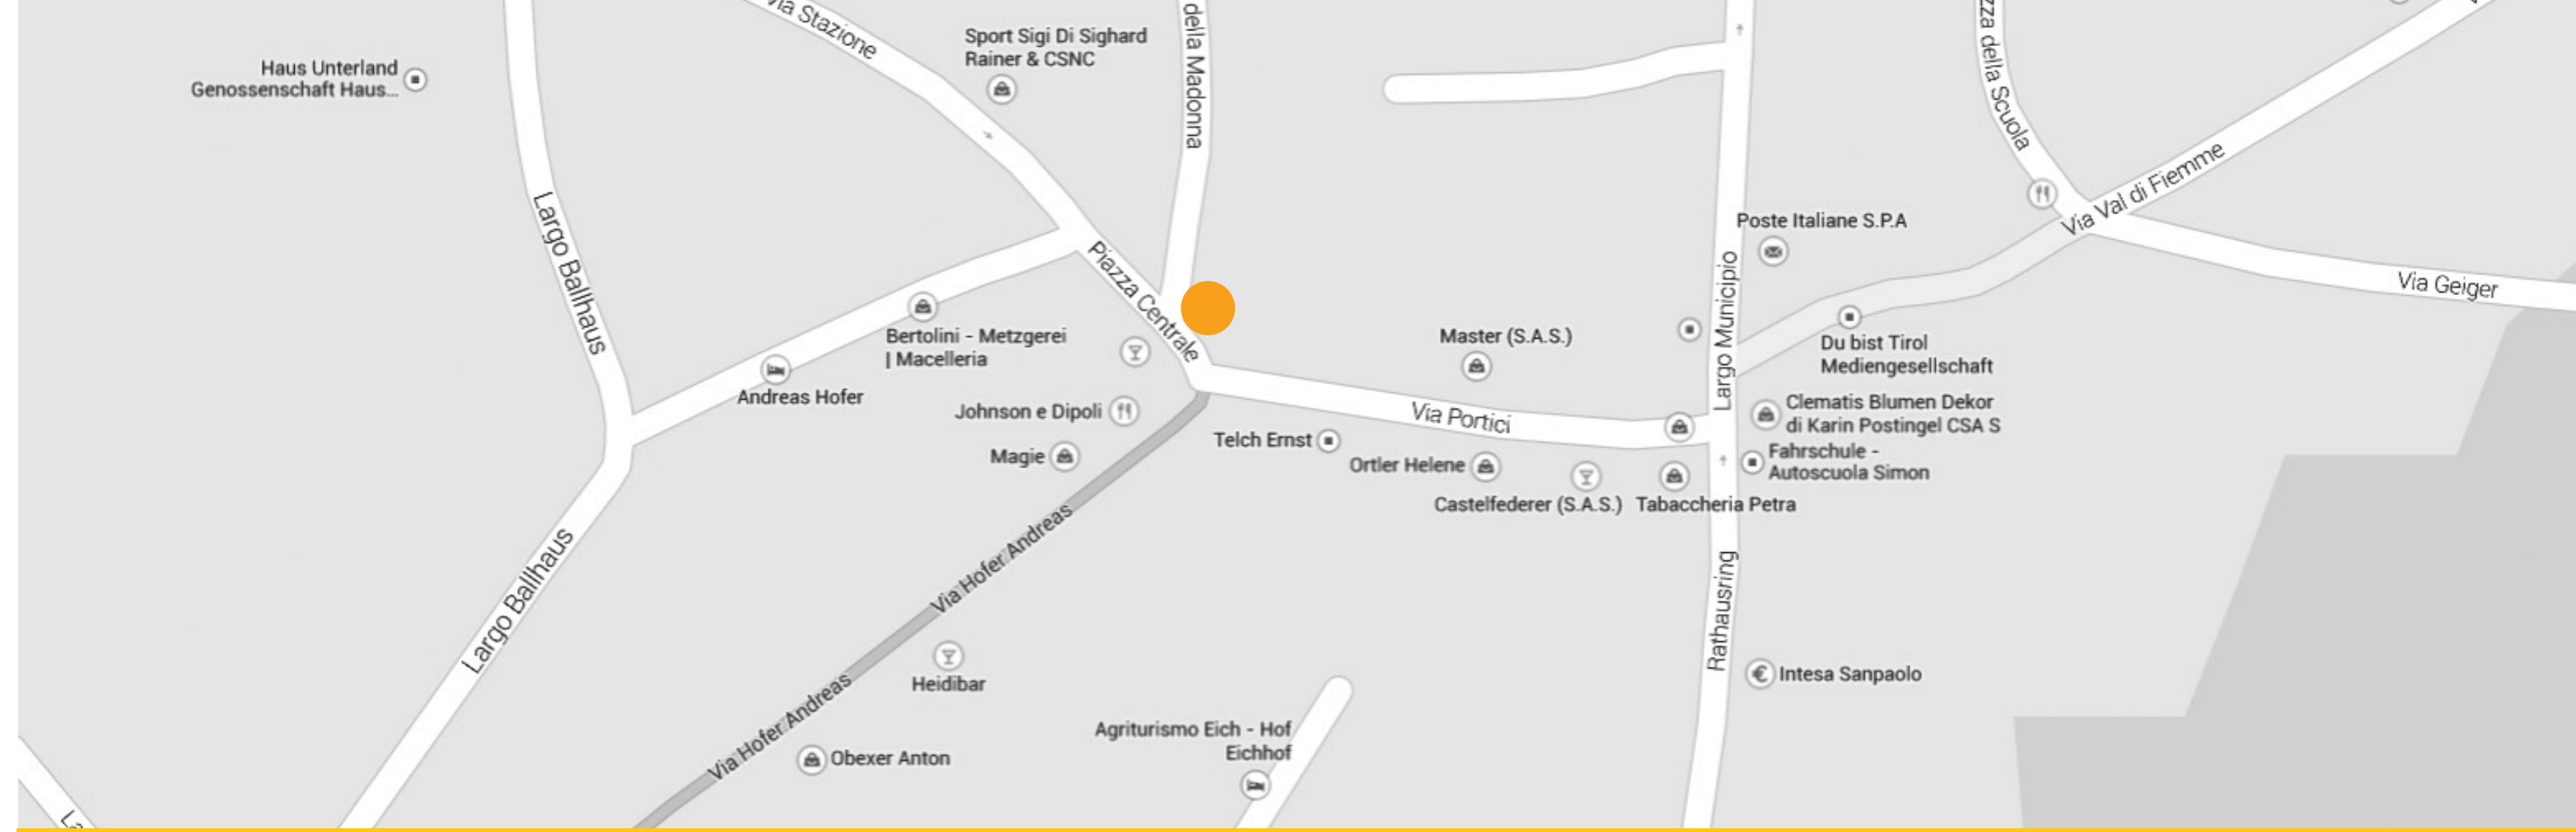 Via Stazione
Sport Sigi Di Sighard
Rainer & CSNC
della Madonna
Haus Unterland
Genossenschaft Haus...
zza della Scuola
Via Val di Fiemme
Largo Ballhaus
Poste Italiane S.P.A
Piazza Centrale
Largo Municipio
Via Geiger
Bertolini - Metzgerei
| Macelleria
Master (S.A.S.)
Du bist Tirol
Mediengesellschaft
Andreas Hofer
Johnson e Dipoli
Via Portici
Clematis Blumen Dekor
di Karin Postingel CSA S
Telch Ernst
Magie
Ortler Helene
Fahrschule -
Autoscuola Simon
Castelfederer (S.A.S.)
Tabaccheria Petra
Via Hofer Andreas
Largo Ballhaus
Rathausring
Heidibar
Intesa Sanpaolo
Via Hofer Andreas
Agriturismo Eich - Hof
Eichhof
Obexer Anton